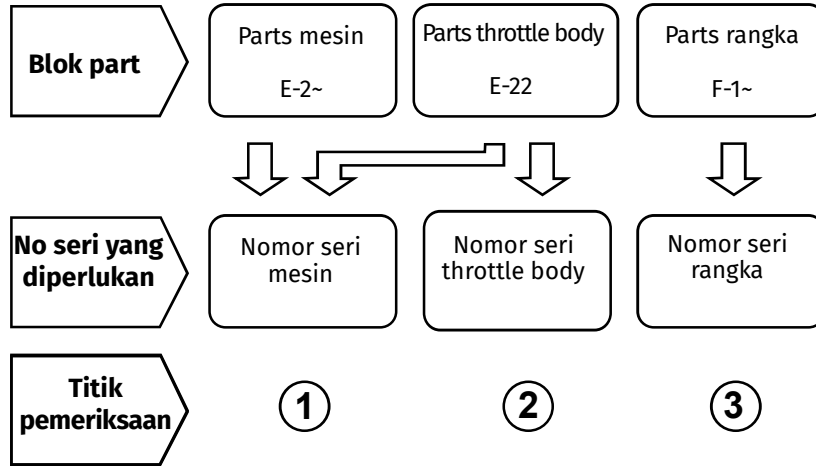 Blok part
Parts mesin
E-2~
Parts throttle body
E-22
Parts rangka
F-1~
No seri yang
diperlukan
Nomor seri
mesin
Nomor seri
throttle body
Nomor seri
rangka
Titik
pemeriksaan
1
2
3